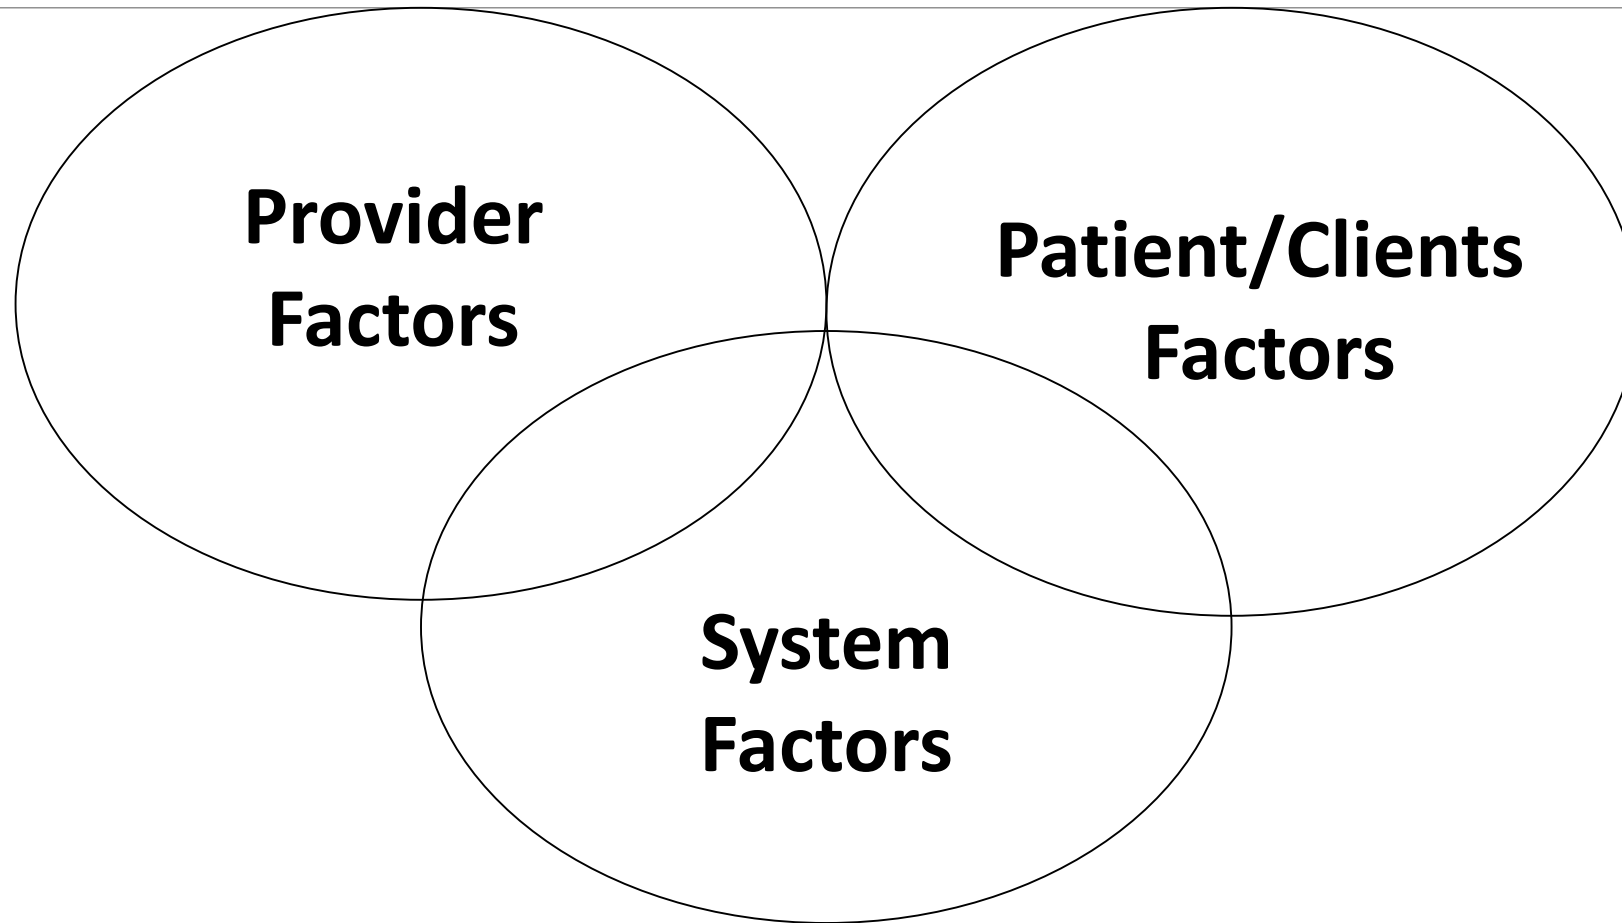 Provider
Factors
Patient/Clients
Factors
System
Factors